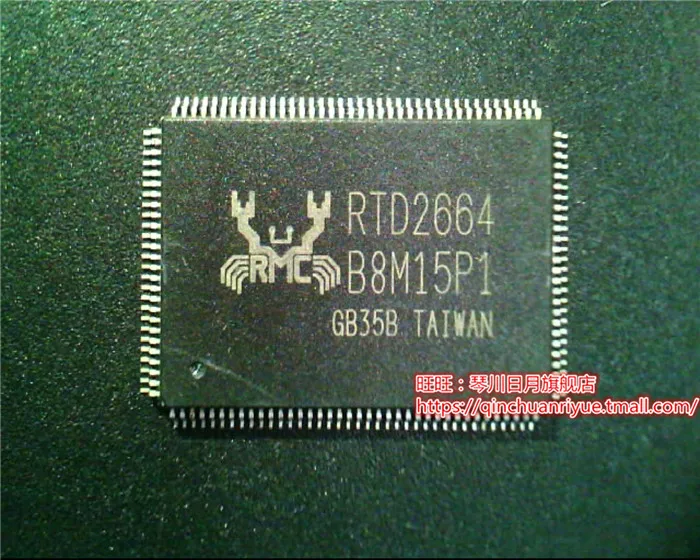 RTD2664
RMC B8M15P1
GB35B TAIWAN
旺旺：琴川日月旗舰店
https://qinchuanriyue.tmall.com/